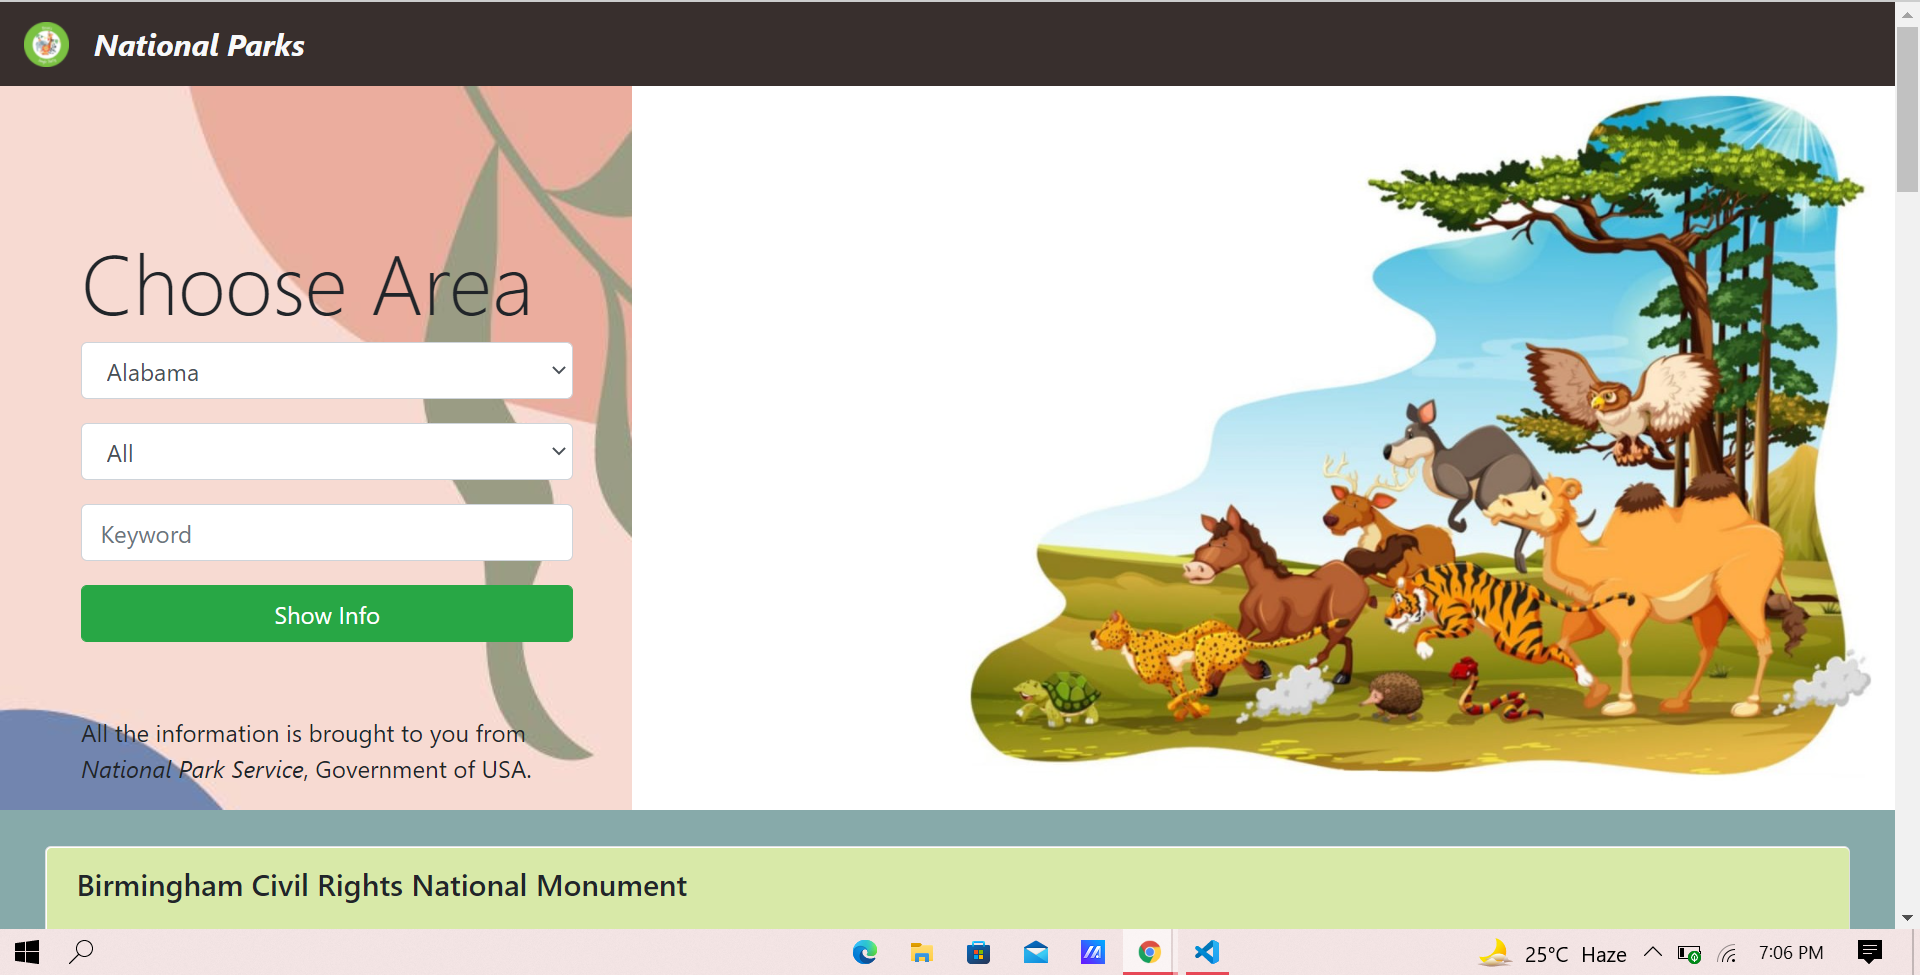 National Parks
Choose Area
Alabama
All
Keyword
Show Info
All the information is brought to you from
National Park Service, Government of USA.
Birmingham Civil Rights National Monument
25°C Haze
7:06 PM